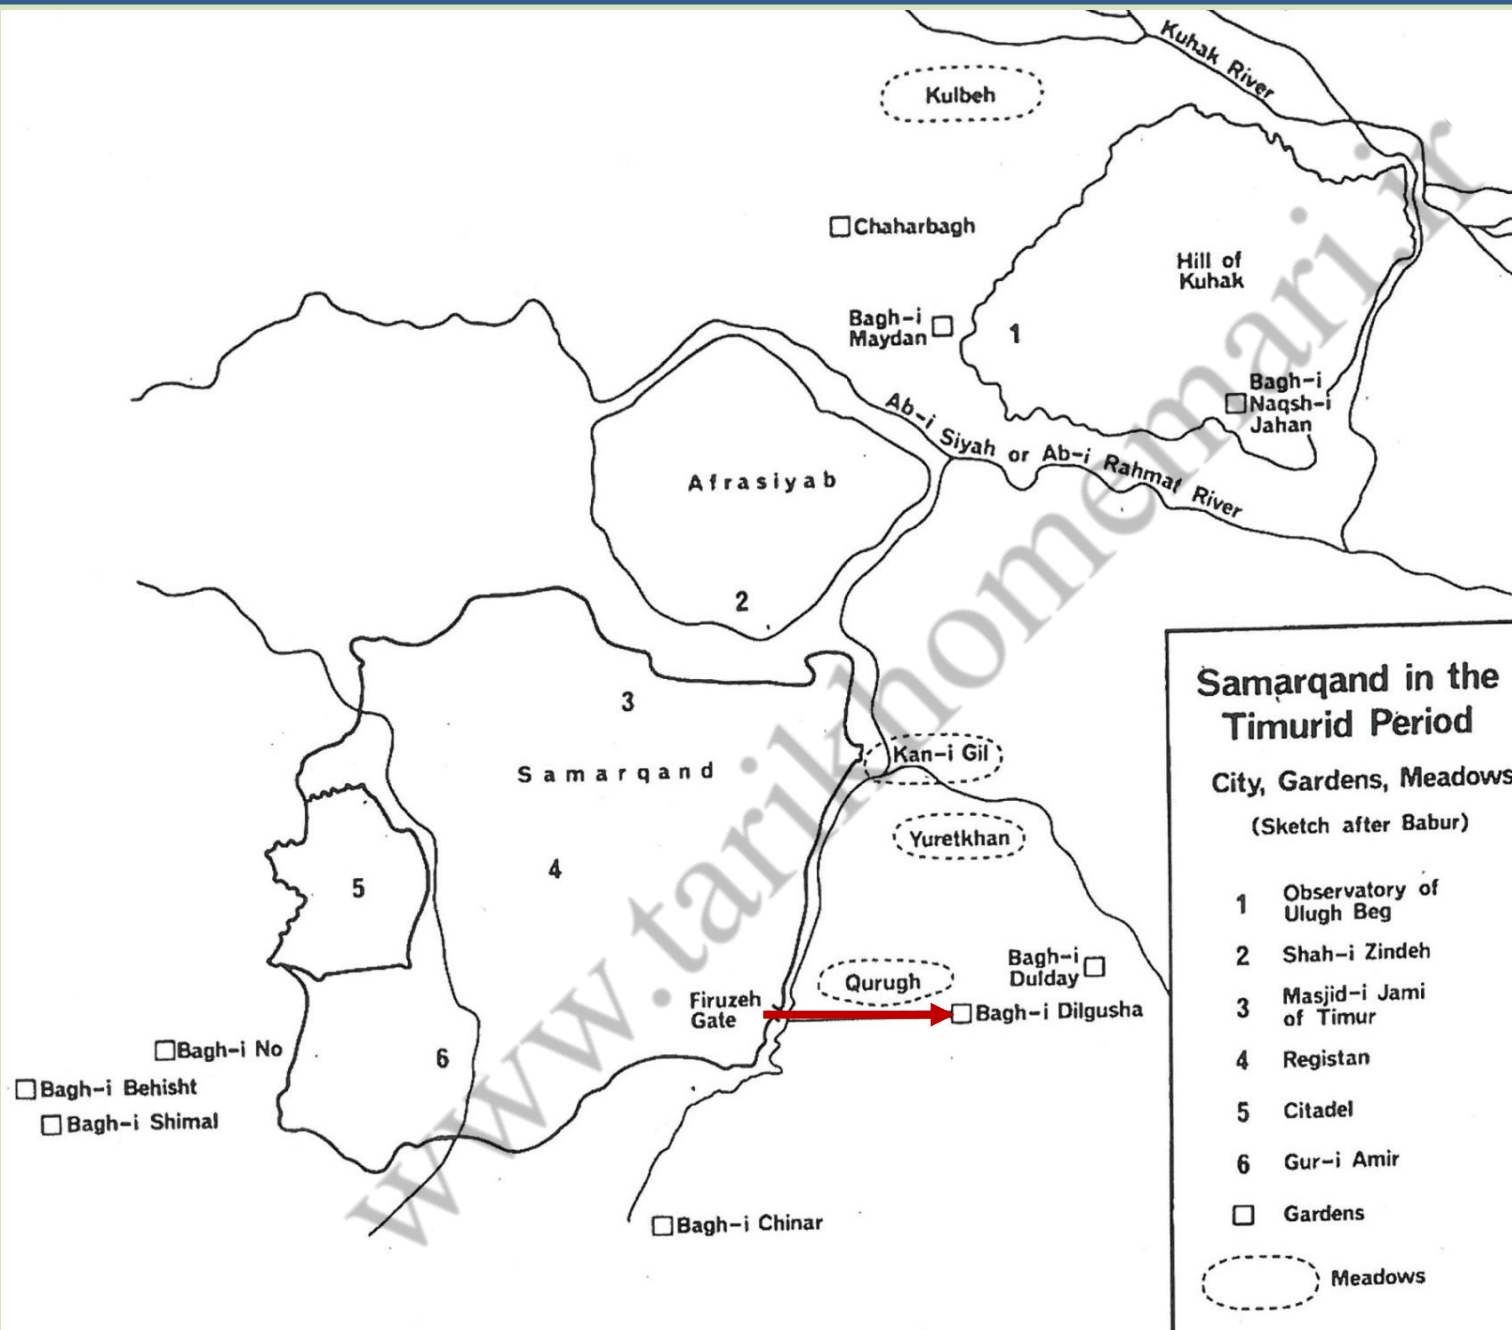 Kuhak River
Kulbeh
Chaharbagh
Hill of
Kuhak
Bagh-i
Maydan
1
Bagh-i
Naqsh-i
Jahan
Ab-i Siyah or Ab-i Rahmat River
Afrasiyab
2
3
Samarqand
Kan-i Gil
Yuretkhan
4
5
Bagh-i
Dulday
Qurugh
Firuzeh
Gate
Bagh-i Dilgusha
Bagh-i No
6
Bagh-i Behisht
Bagh-i Shimal
Bagh-i Chinar
Samarqand in the
Timurid Period
City, Gardens, Meadows
(Sketch after Babur)
1 Observatory of
Ulugh Beg
2 Shah-i Zindeh
3 Masjid-i Jami
of Timur
4 Registan
5 Citadel
6 Gur-i Amir
Gardens
Meadows
www.tarikhomemari.ir